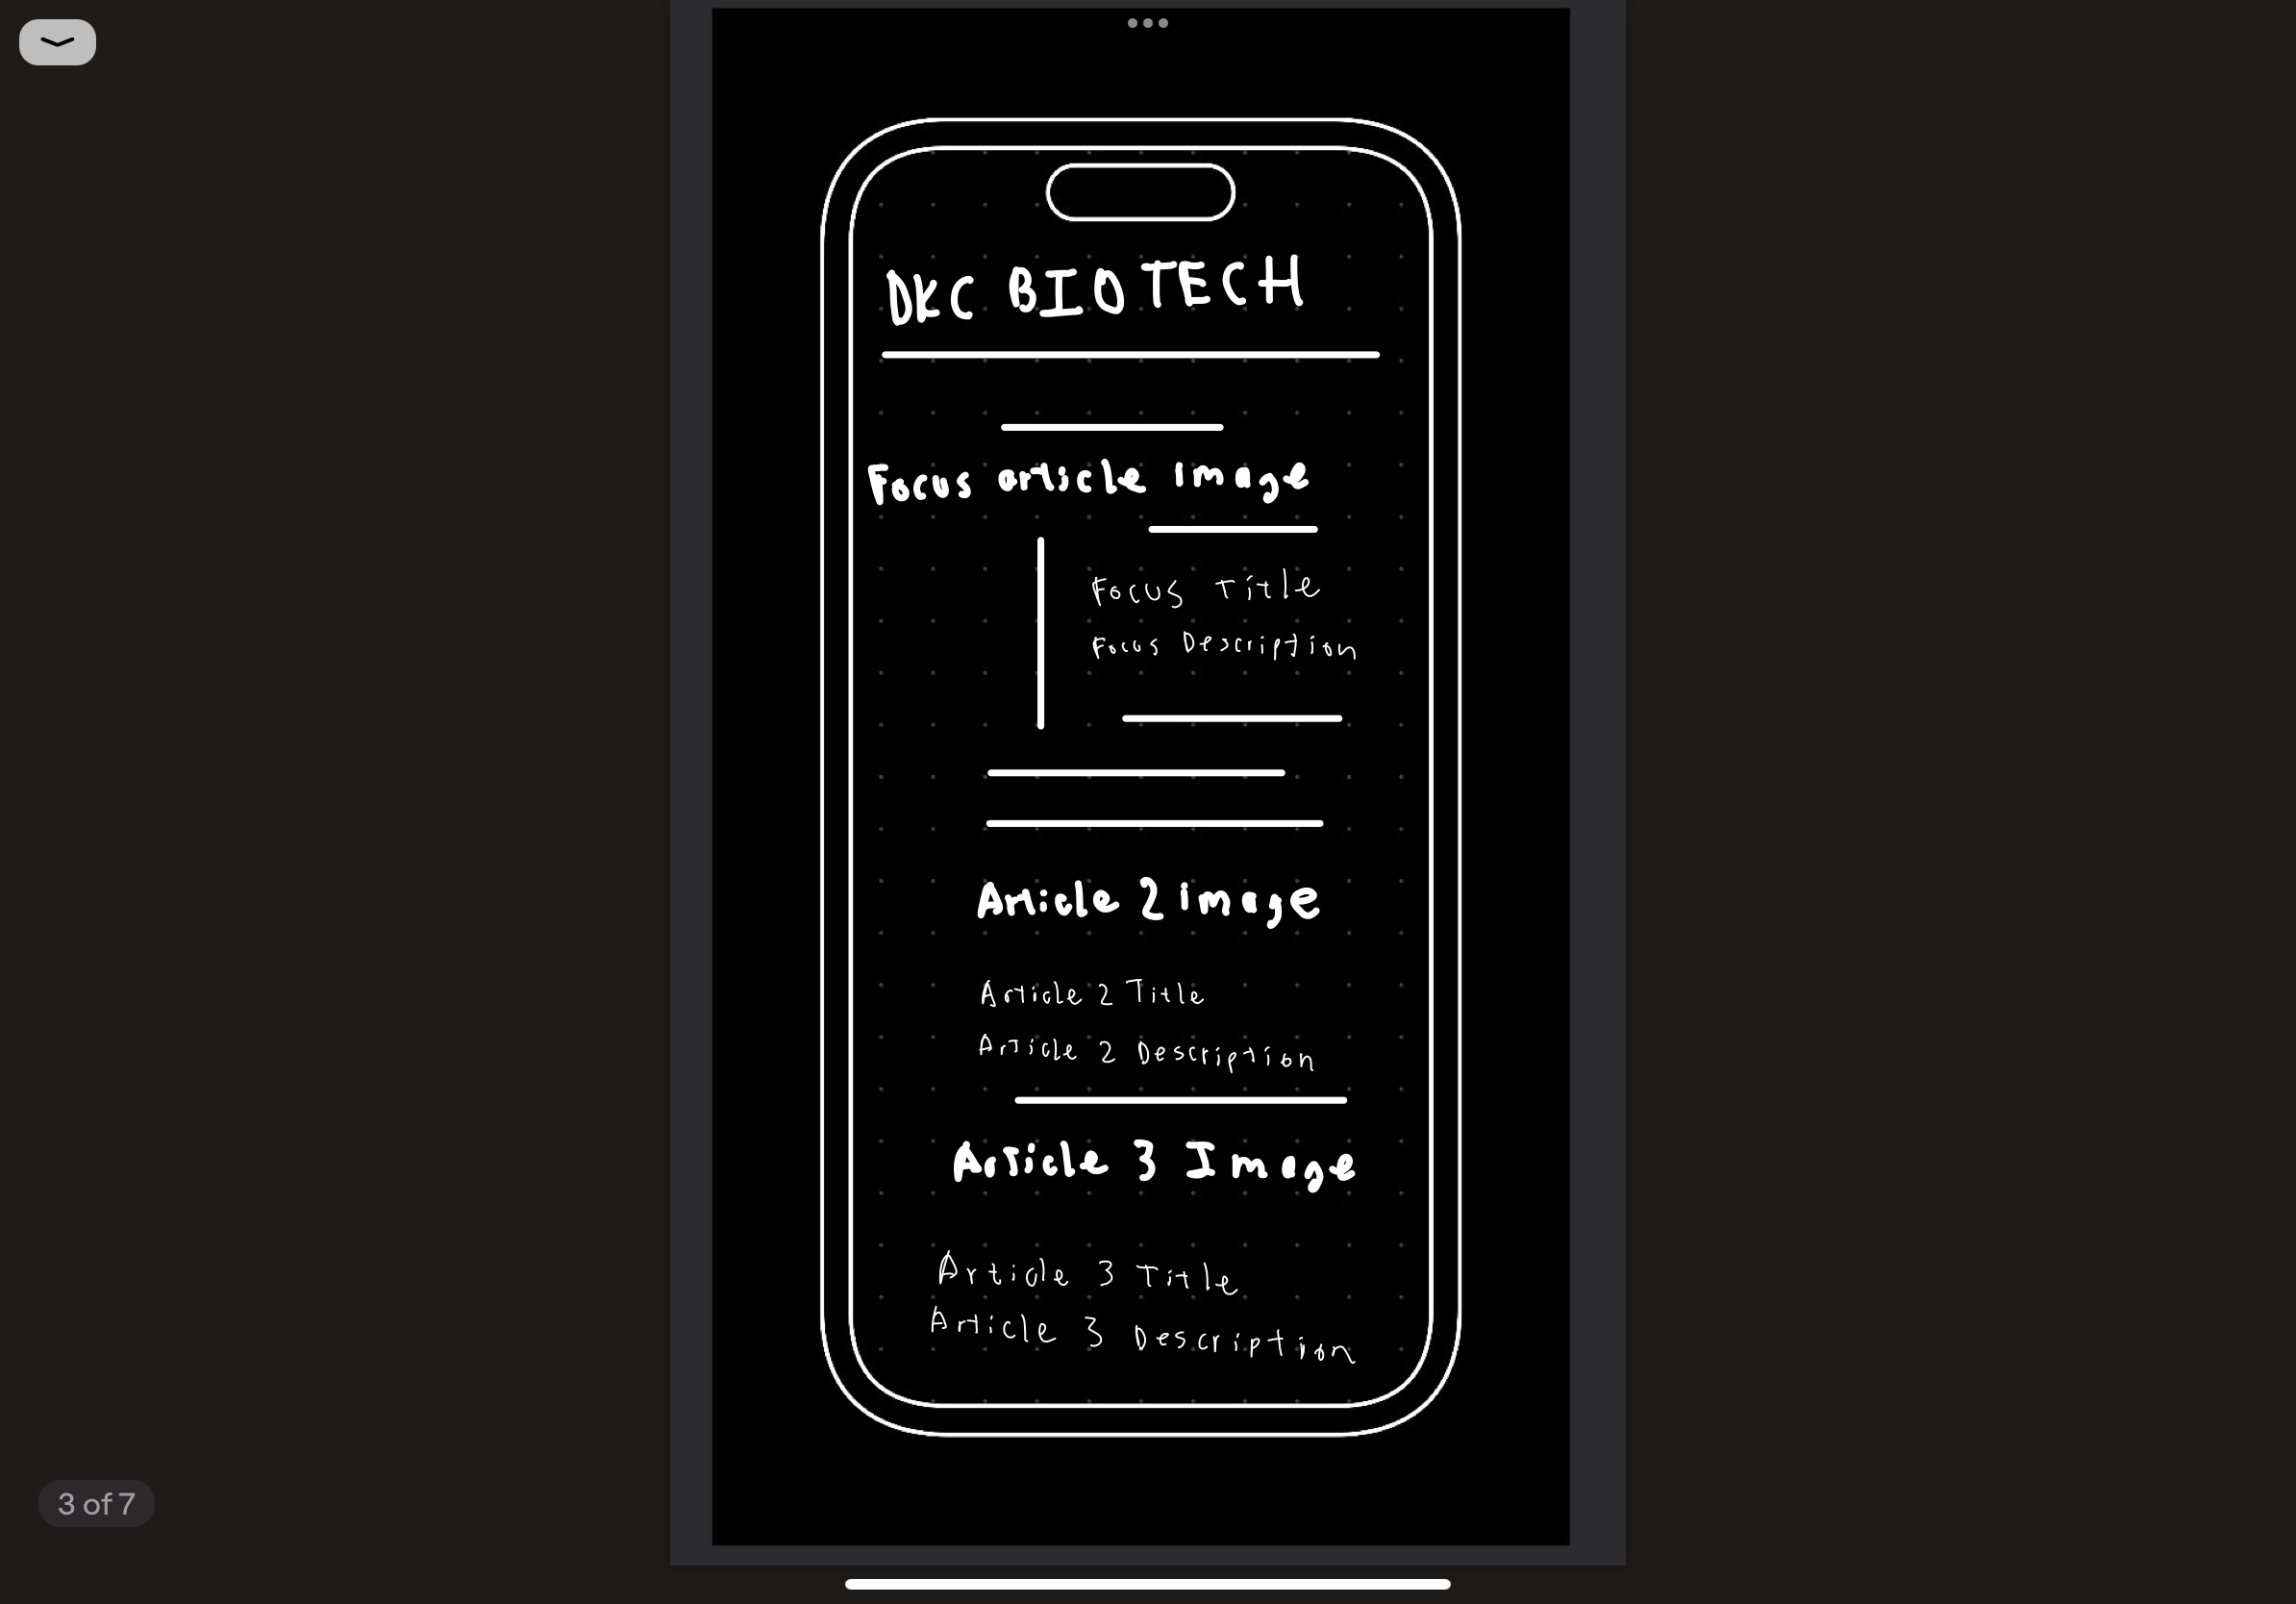 DKC BIOTECH
Focus article image
Focus Title
Focus Description
Article 2 image
Article 2 Title
Article 2 Description
Article 3 Image
Article 3 Title
Article 3 Description
3 of 7